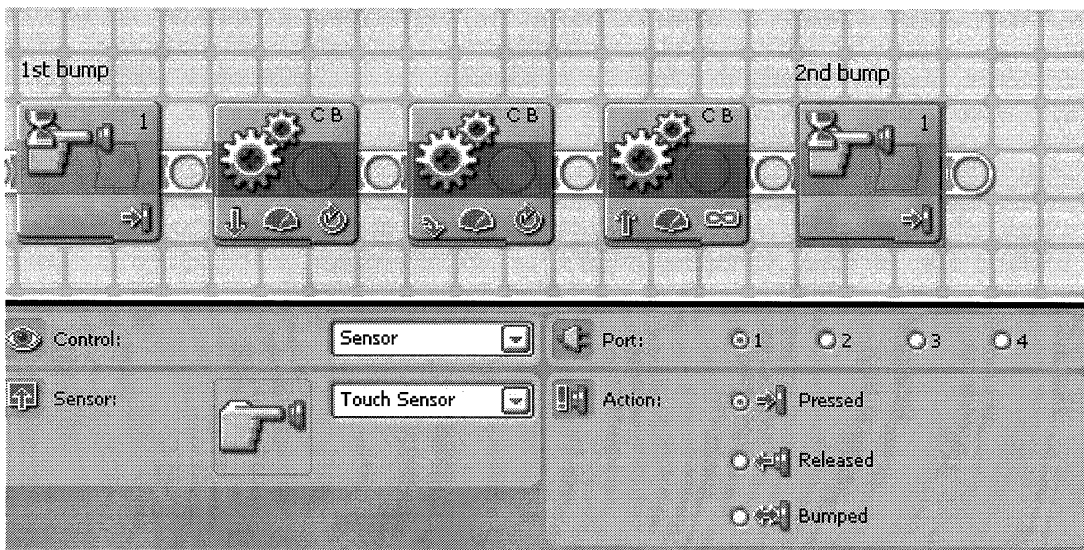 1st bump
2nd bump
1
C B
C B
C B
1
Control:
Sensor
Port:
1
2
3
4
Sensor:
Touch Sensor
Action:
Pressed
Released
Bumped